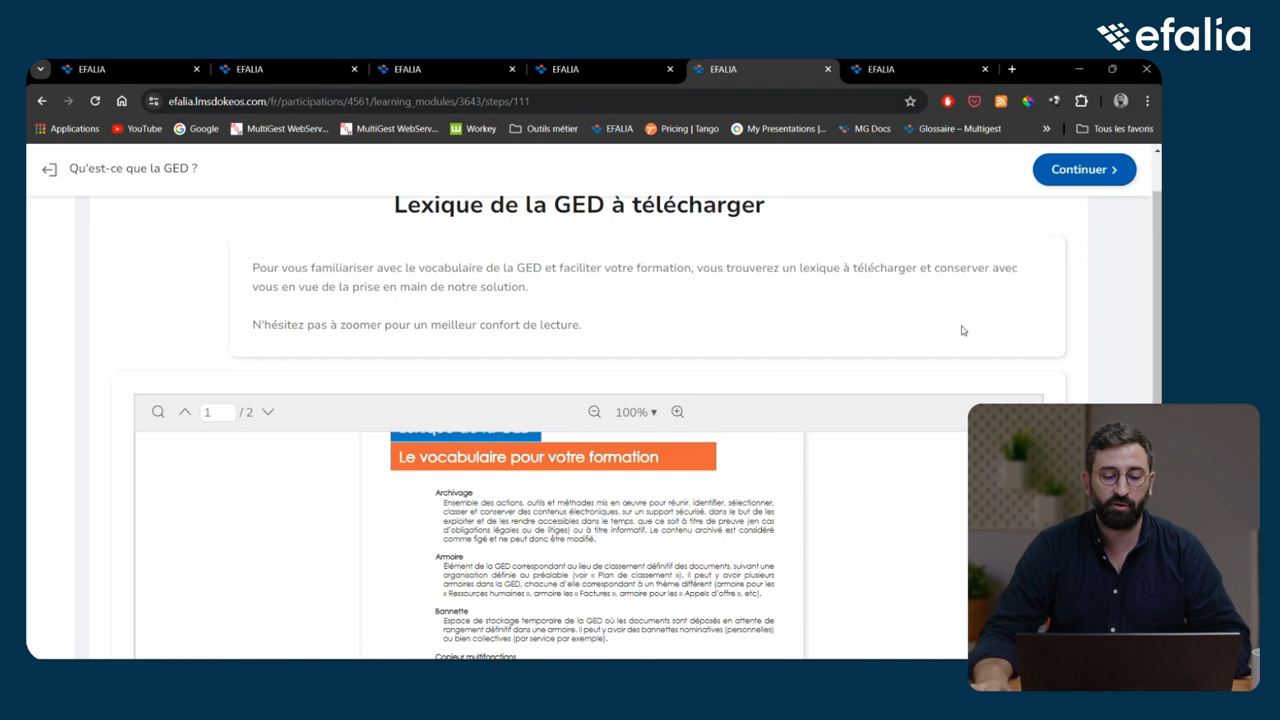 efalia
EFALIA
EFALIA
EFALIA
EFALIA
EFALIA
EFALIA
efalia.lmsdokeos.com/fr/participations/4561/learning_modules/3643/steps/111
Applications YouTube Google MultiGest WebServ... MultiGest WebServ... Workey Outils métier EFALIA Pricing | Tango My Presentations |... MG Docs Glossaire – Multigest » Tous les favoris
Qu'est-ce que la GED ?
Continuer
Lexique de la GED à télécharger
Pour vous familiariser avec le vocabulaire de la GED et faciliter votre formation, vous trouverez un lexique à télécharger et conserver avec
vous en vue de la prise en main de notre solution.
N'hésitez pas à zoomer pour un meilleur confort de lecture.
1 / 2 100%
Le vocabulaire pour votre formation
Archivage
Ensemble des actions, outils et méthodes mis en œuvre pour réunir, identifier, sélectionner,
classer et conserver des contenus électroniques, sur un support sécurisé, dans le but de les
exploiter et de les rendre accessibles dans le temps, que ce soit à titre de preuve (en cas
d'obligations légales ou de litiges) ou à titre informatif. Le contenu archivé est considéré
comme figé et ne peut donc être modifié.
Armoire
Élément de la GED correspondant au lieu de classement définitif des documents, suivant une
organisation définie au préalable (voir « Plan de classement »). Il peut y avoir plusieurs
armoires dans la GED, chacune d'elle correspondant à un thème différent (armoire pour les
« Ressources humaines », armoire les « Factures », armoire pour les « Appels d'offre », etc).
Bannette
Espace de stockage temporaire de la GED où les documents sont déposés en attente de
rangement définitif dans une armoire. Il peut y avoir des bannettes nominatives (personnelles)
ou bien collectives (par service par exemple).
Copieur multifonctions